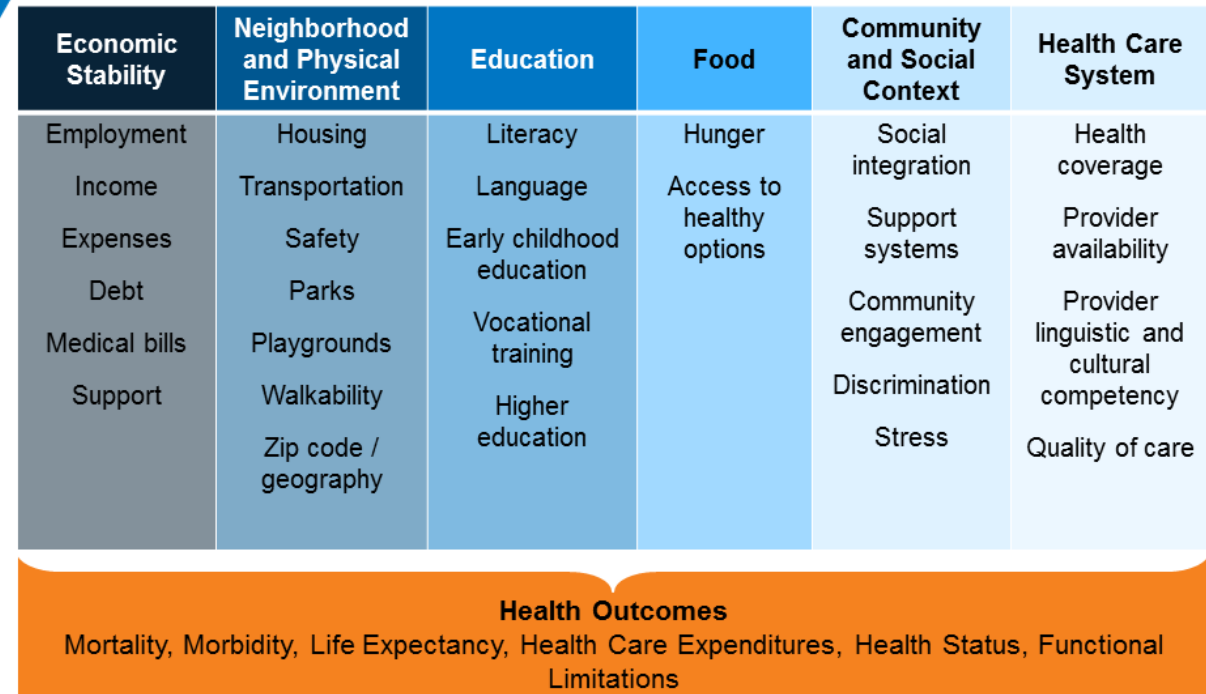 Economic
Stability
Neighborhood
and Physical
Environment
Education
Food
Community
and Social
Context
Health Care
System
Employment
Income
Expenses
Debt
Medical bills
Support
Housing
Transportation
Safety
Parks
Playgrounds
Walkability
Zip code /
geography
Literacy
Language
Early childhood
education
Vocational
training
Higher
education
Hunger
Access to
healthy
options
Social
integration
Support
systems
Community
engagement
Discrimination
Stress
Health
coverage
Provider
availability
Provider
linguistic and
cultural
competency
Quality of care
Health Outcomes
Mortality, Morbidity, Life Expectancy, Health Care Expenditures, Health Status, Functional
Limitations